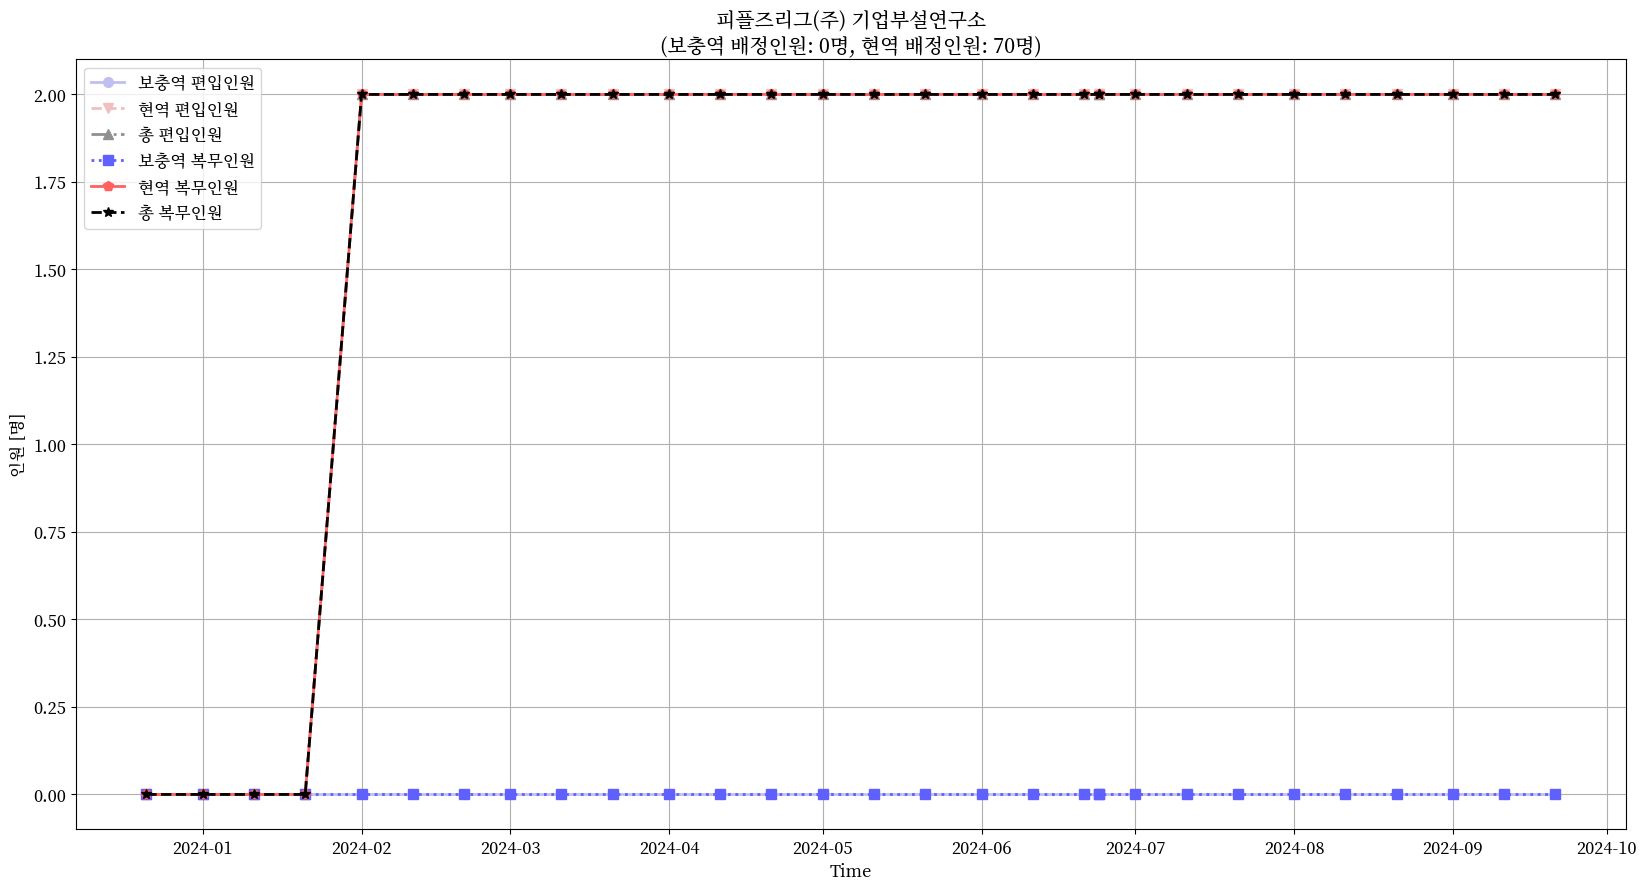 피플즈리그(주) 기업부설연구소
(보충역 배정인원: 0명, 현역 배정인원: 70명)
보충역 편입인원
현역 편입인원
총 편입인원
보충역 복무인원
현역 복무인원
총 복무인원
2.00
1.75
1.50
1.25
1.00
0.75
0.50
0.25
0.00
인원 [명]
2024-01
2024-02
2024-03
2024-04
2024-05
2024-06
2024-07
2024-08
2024-09
2024-10
Time